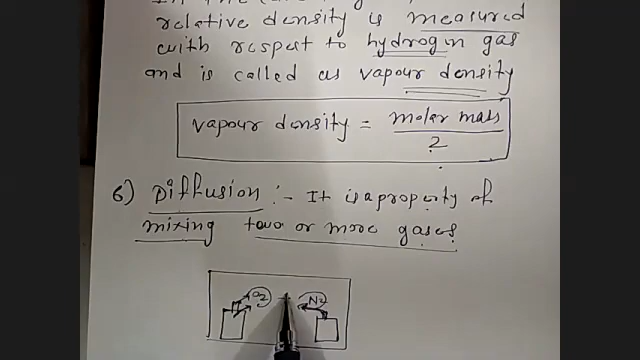 relative density is measured
with respest to hydrogen gas
and is called as vapour density
vapour density = molar mass
2
6) Diffusion :- It is a property of
mixing two or more gases
O2 N2